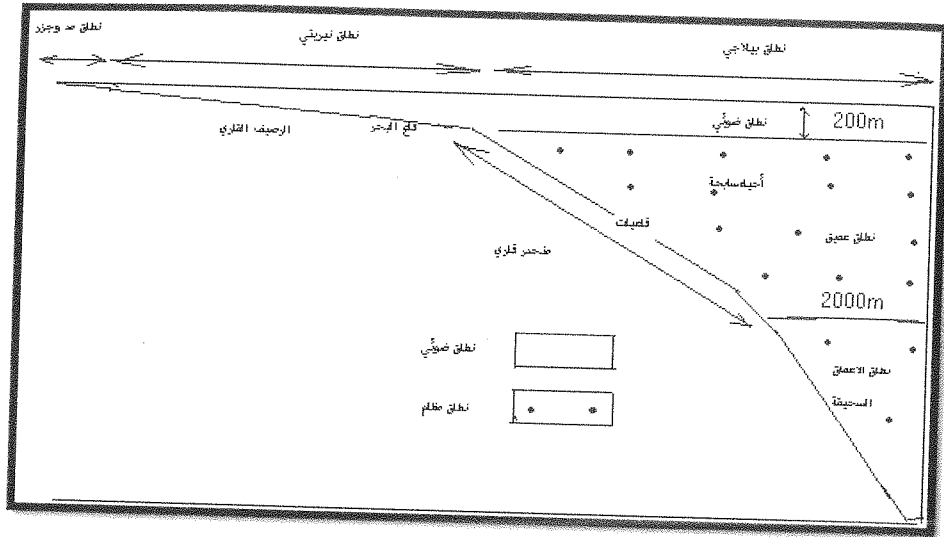 نطاق مد وجزر
نطاق نيريتي
نطاق بيلاجي
نطاق ضوئي
200m
الرصيف القاري
قاع البحر
أحياء سابحة
قاعيات
نطاق عميق
منحدر قاري
2000m
نطاق ضوئي
نطاق الاعماق
السحيقة
نطاق مظلم